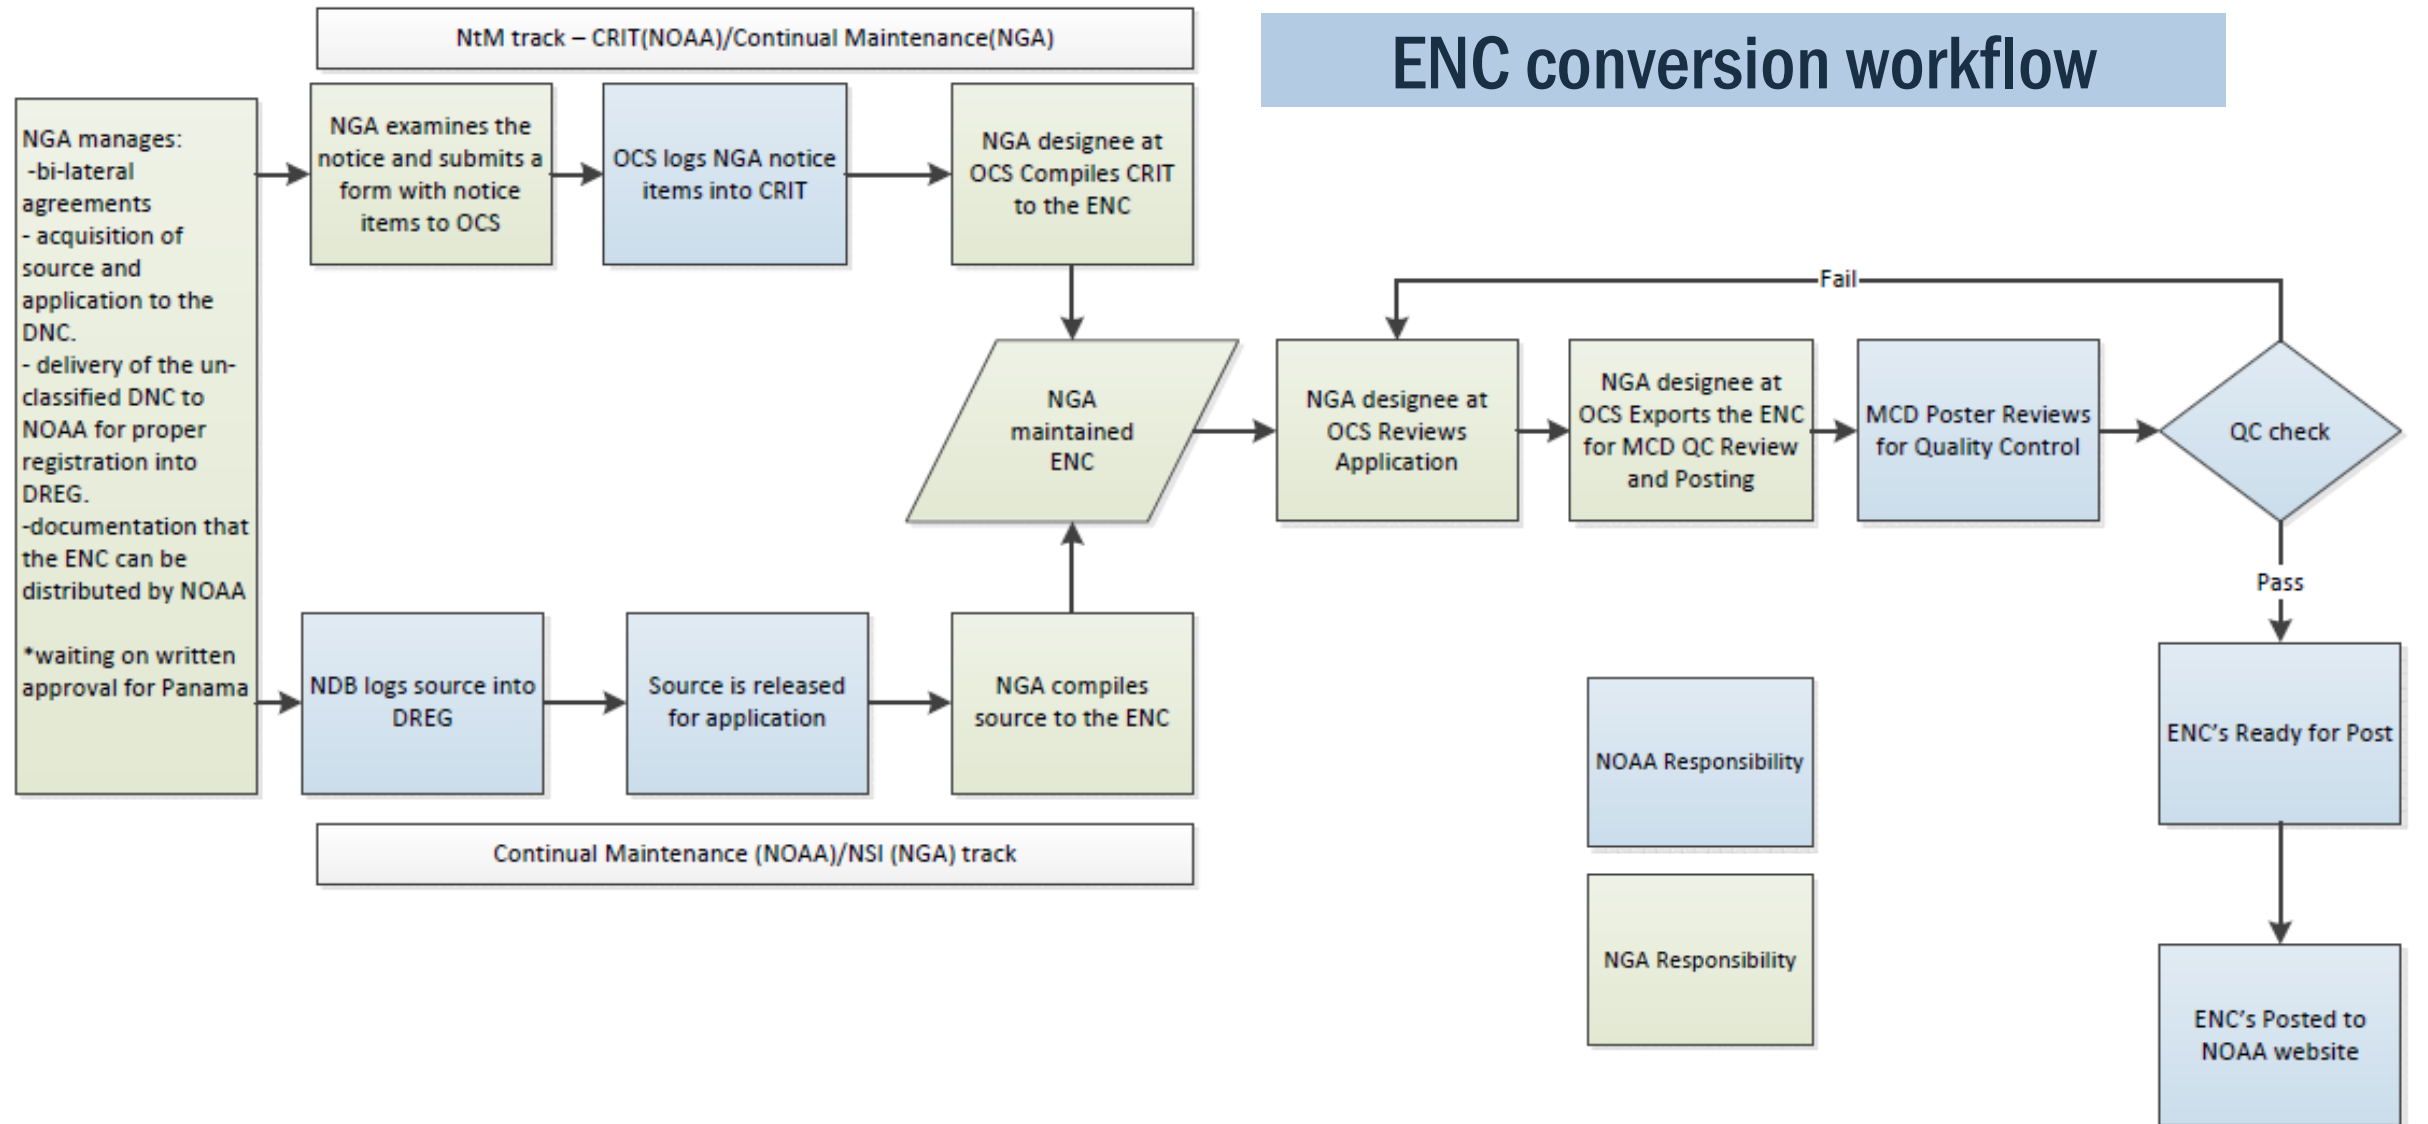 NtM track – CRIT(NOAA)/Continual Maintenance(NGA)
ENC conversion workflow
NGA manages:
-bi-lateral
agreements
- acquisition of
source and
application to the
DNC.
- delivery of the un-
classified DNC to
NOAA for proper
registration into
DREG.
-documentation that
the ENC can be
distributed by NOAA
*waiting on written
approval for Panama
NGA examines the
notice and submits a
form with notice
items to OCS
OCS logs NGA notice
items into CRIT
NGA designee at
OCS Compiles CRIT
to the ENC
NGA
maintained
ENC
NDB logs source into
DREG
Source is released
for application
NGA compiles
source to the ENC
Continual Maintenance (NOAA)/NSI (NGA) track
Fail
NGA designee at
OCS Reviews
Application
NGA designee at
OCS Exports the ENC
for MCD QC Review
and Posting
MCD Poster Reviews
for Quality Control
QC check
Pass
ENC's Ready for Post
ENC's Posted to
NOAA website
NOAA Responsibility
NGA Responsibility